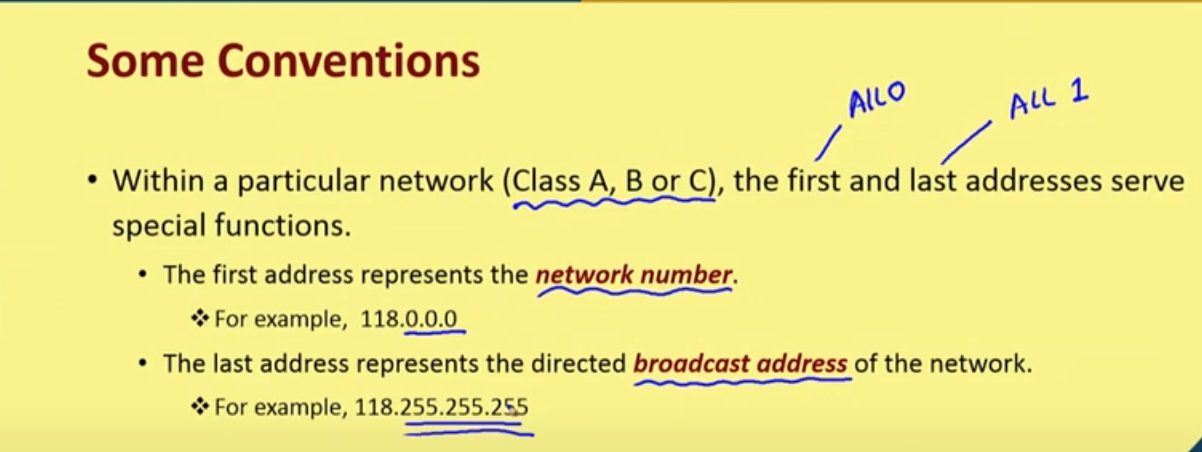 Some Conventions
All 0
ALL 1
• Within a particular network (Class A, B or C), the first and last addresses serve
special functions.
• The first address represents the network number.
❖ For example, 118.0.0.0
• The last address represents the directed broadcast address of the network.
❖ For example, 118.255.255.255